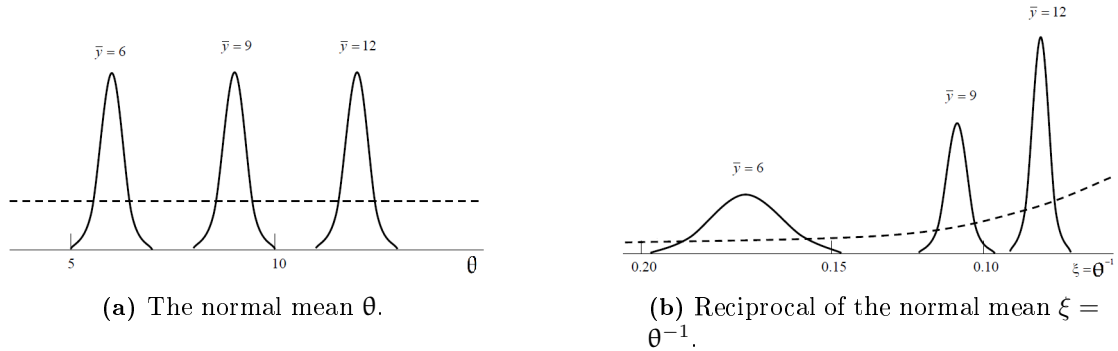 y̅ = 6
y̅ = 9
y̅ = 12
5
10
θ
(a) The normal mean θ.
y̅ = 12
y̅ = 9
y̅ = 6
0.20
0.15
0.10
ξ = θ⁻¹
(b) Reciprocal of the normal mean ξ =
θ⁻¹.